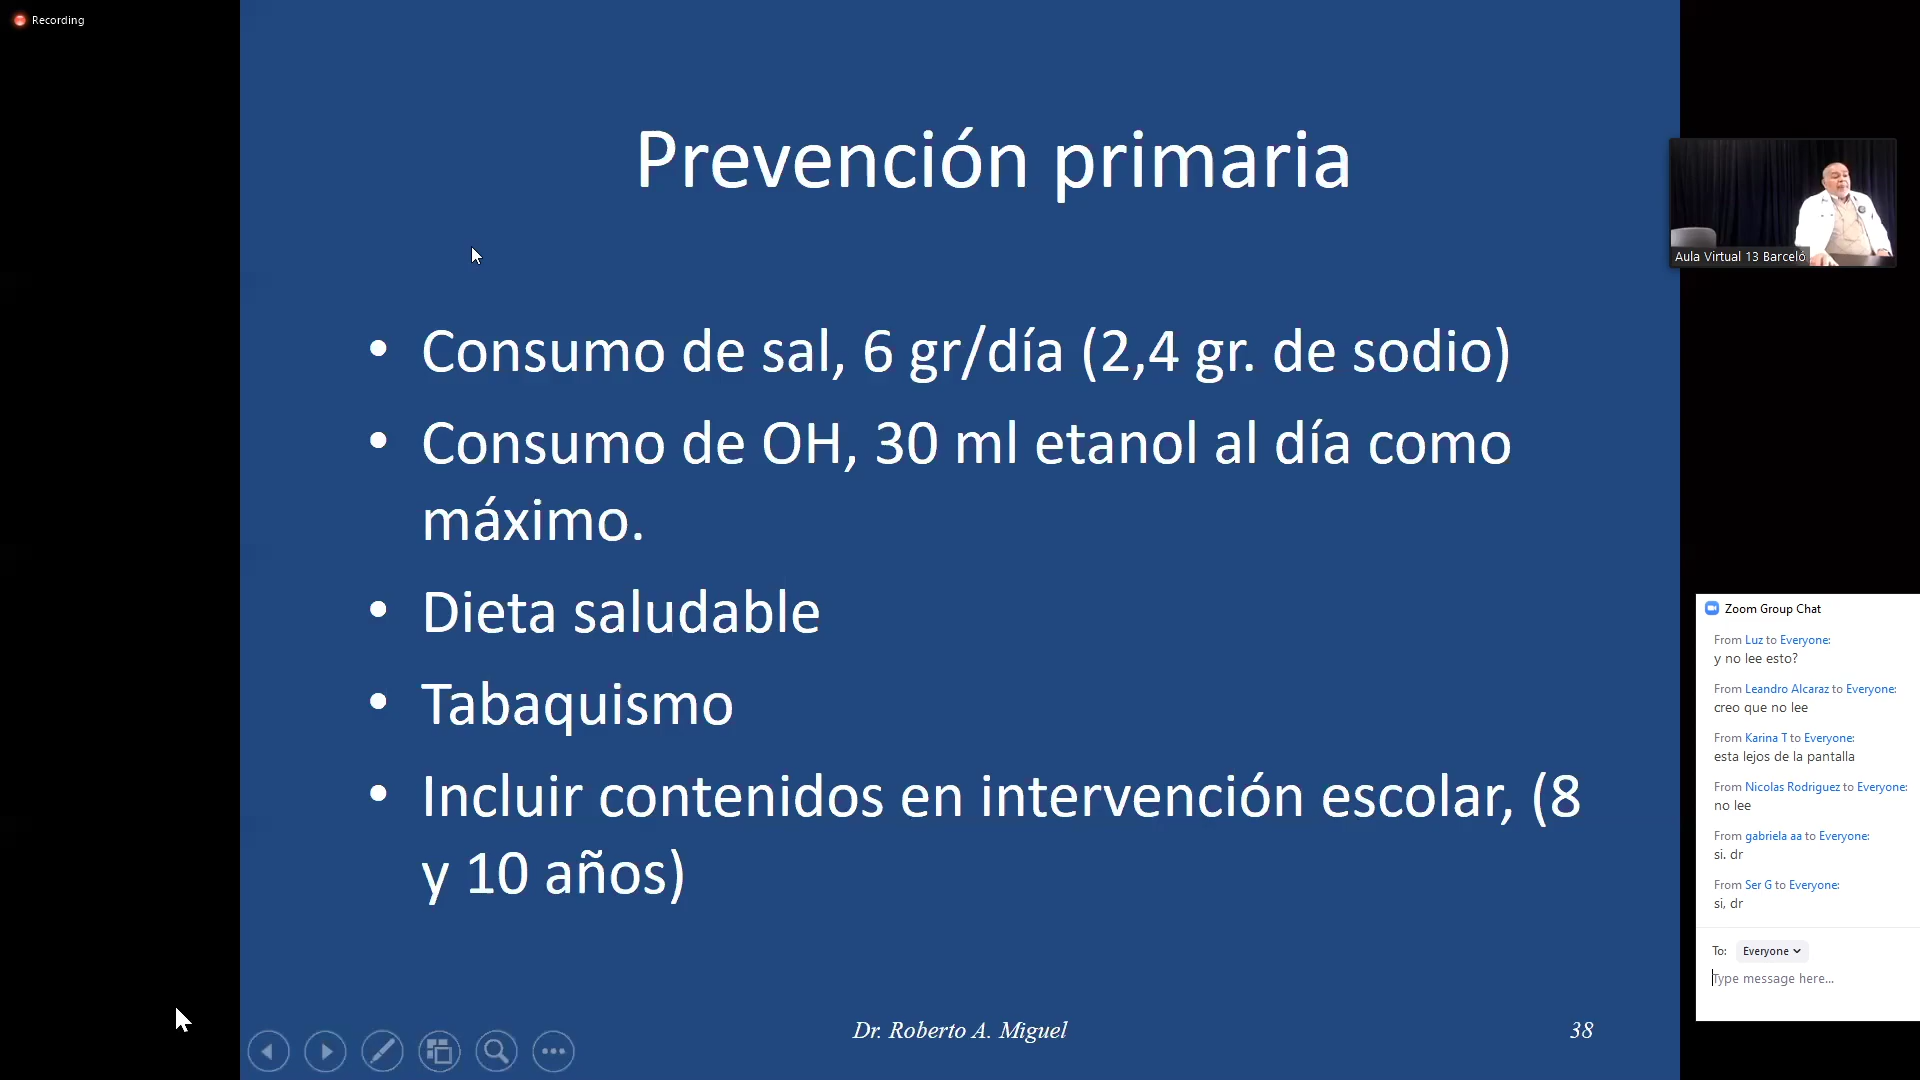 Recording
Prevención primaria
• Consumo de sal, 6 gr/día (2,4 gr. de sodio)
• Consumo de OH, 30 ml etanol al día como
máximo.
• Dieta saludable
• Tabaquismo
• Incluir contenidos en intervención escolar, (8
y 10 años)
Dr. Roberto A. Miguel
38
Aula Virtual 13 Barceló
Zoom Group Chat
From Luz to Everyone:
y no lee esto?
From Leandro Alcaraz to Everyone:
creo que no lee
From Karina T to Everyone:
esta lejos de la pantalla
From Nicolas Rodriguez to Everyone:
no lee
From gabriela aa to Everyone:
si. dr
From Ser G to Everyone:
si, dr
To: Everyone
Type message here...